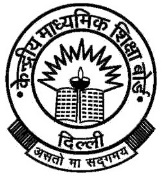 केन्द्रीय माध्यमिक शिक्षा बोर्ड
दिल्ली
असतो मा सद्गमय